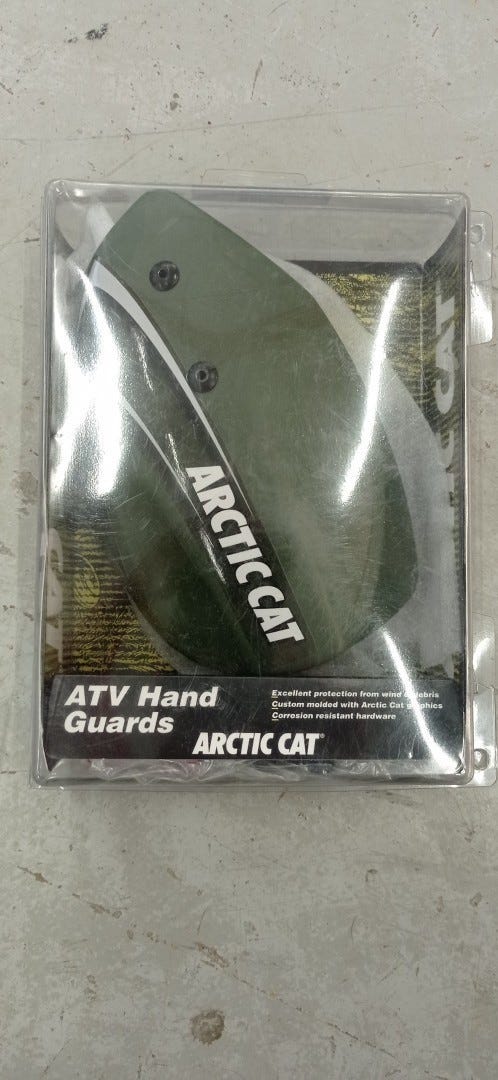 ARCTIC CAT
ATV Hand
Guards
Excellent protection from wind debris
Custom molded with Arctic Cat graphics
Corrosion resistant hardware
ARCTIC CAT®
CAT